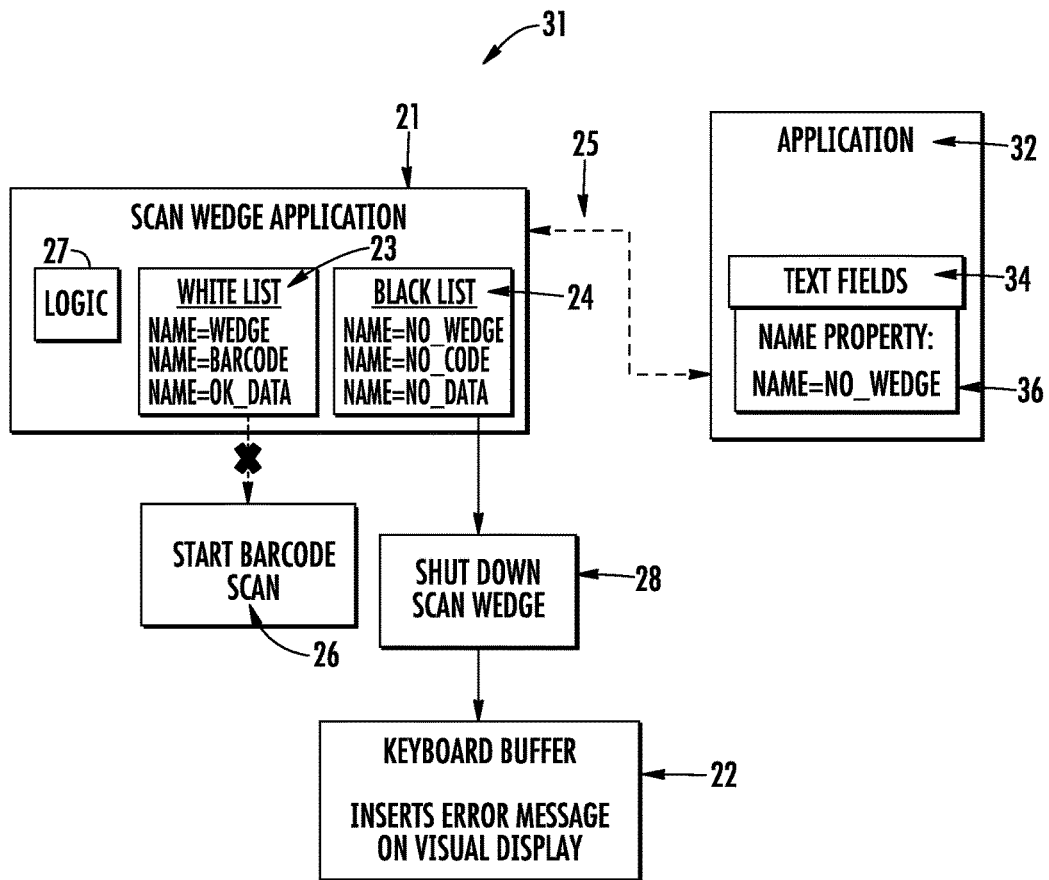 31
21
25
APPLICATION
32
SCAN WEDGE APPLICATION
27
23
LOGIC
WHITE LIST
NAME=WEDGE
NAME=BARCODE
NAME=OK_DATA
BLACK LIST
24
NAME=NO_WEDGE
NAME=NO_CODE
NAME=NO_DATA
TEXT FIELDS
34
NAME PROPERTY:
NAME=NO_WEDGE
36
START BARCODE
SCAN
26
SHUT DOWN
SCAN WEDGE
28
KEYBOARD BUFFER
22
INSERTS ERROR MESSAGE
ON VISUAL DISPLAY